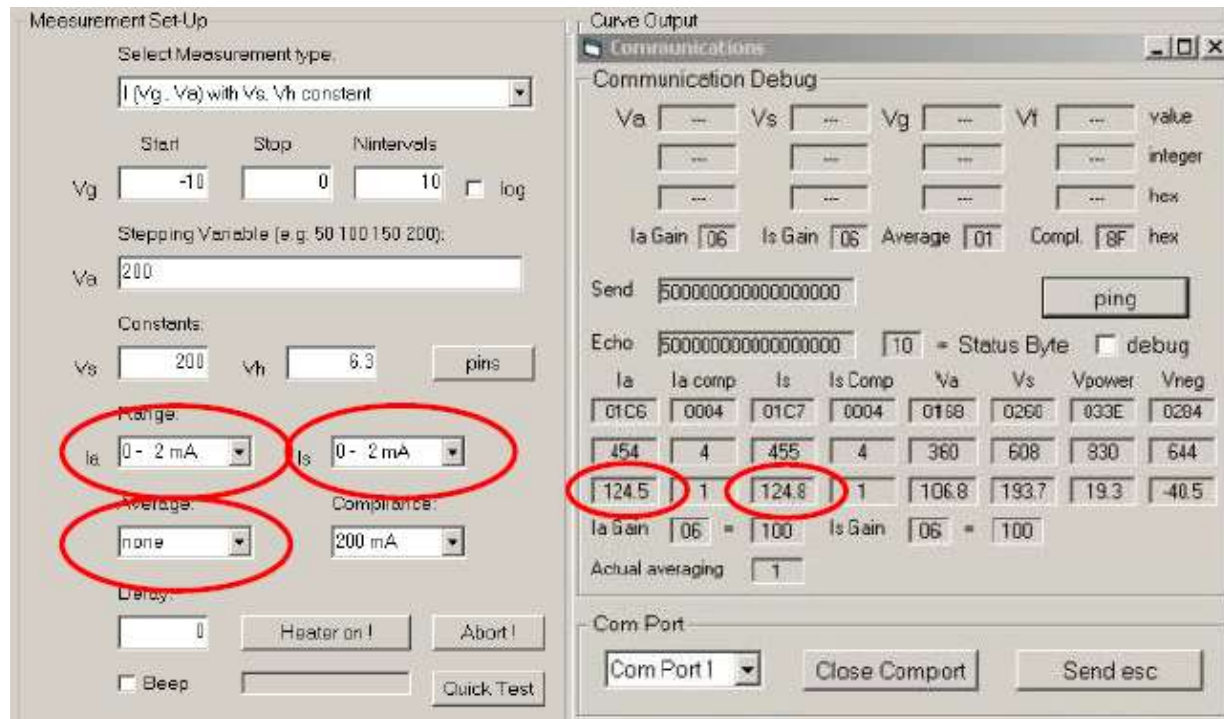 Measurement Set-Up
Select Measurement type:
I (Vg, Va) with Vs, Vh constant
Start Stop Nintervals
Vg -10 0 10 log
Stepping Variable (e.g. 50 100 150 200):
Va 200
Constants:
Vs 200 Vh 6.3 pins
Range:
Ia 0 - 2 mA Is 0 - 2 mA
Average: Compliance:
none 200 mA
Delay:
0 Heater on ! Abort !
Beep Quick Test
Curve Output
Communications
Communication Debug
Va --- Vs --- Vg --- Vf --- value
--- --- --- --- integer
--- --- --- --- hex
Ia Gain 06 Is Gain 06 Average 01 Compl. 8F hex
Send 500000000000000000 ping
Echo 500000000000000000 10 = Status Byte debug
Ia Ia comp Is Is Comp Va Vs Vpower Vneg
01C6 0004 01C7 0004 0168 0260 033E 0284
454 4 455 4 360 608 830 644
124.5 1 124.8 1 106.8 193.7 19.3 -40.5
Ia Gain 06 = 100 Is Gain 06 = 100
Actual averaging 1
Com Port
Com Port 1 Close Comport Send esc